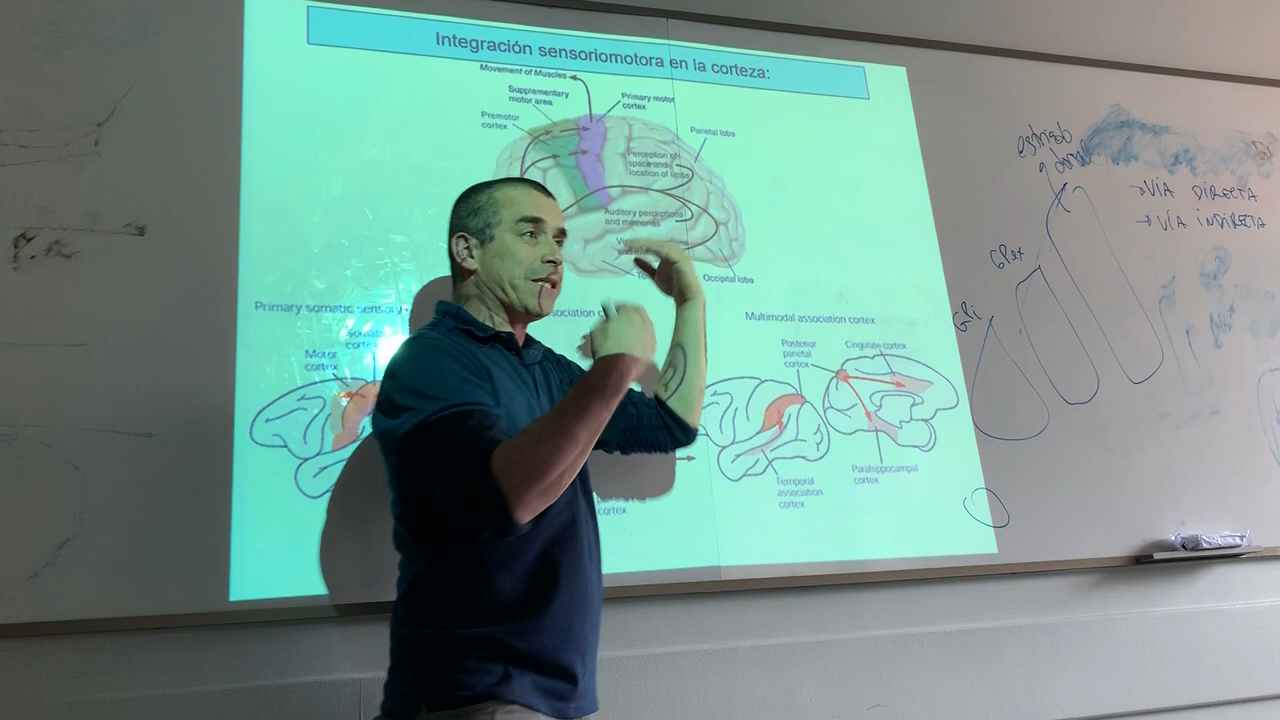 Integración sensoriomotora en la corteza:
Movement of Muscles
Supplementary
motor area
Primary motor
cortex
Premotor
cortex
Parietal lobe
Perception of
space and
location of limbs
Auditory perceptions
and memories
Occipital lobe
Primary somatic sensory
Multimodal association cortex
Motor
cortex
Posterior
parietal
cortex
Cingulate cortex
Temporal
association
cortex
Parahippocampal
cortex
cortex
estriado
→ VÍA DIRECTA
→ VÍA INDIRECTA
GPex
GPi